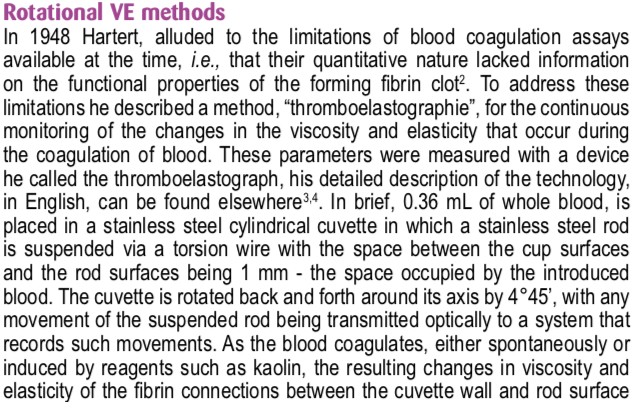 Rotational VE methods
In 1948 Hartert, alluded to the limitations of blood coagulation assays
available at the time, i.e., that their quantitative nature lacked information
on the functional properties of the forming fibrin clot2. To address these
limitations he described a method, “thromboelastographie”, for the continuous
monitoring of the changes in the viscosity and elasticity that occur during
the coagulation of blood. These parameters were measured with a device
he called the thromboelastograph, his detailed description of the technology,
in English, can be found elsewhere3,4. In brief, 0.36 mL of whole blood, is
placed in a stainless steel cylindrical cuvette in which a stainless steel rod
is suspended via a torsion wire with the space between the cup surfaces
and the rod surfaces being 1 mm - the space occupied by the introduced
blood. The cuvette is rotated back and forth around its axis by 4°45’, with any
movement of the suspended rod being transmitted optically to a system that
records such movements. As the blood coagulates, either spontaneously or
induced by reagents such as kaolin, the resulting changes in viscosity and
elasticity of the fibrin connections between the cuvette wall and rod surface